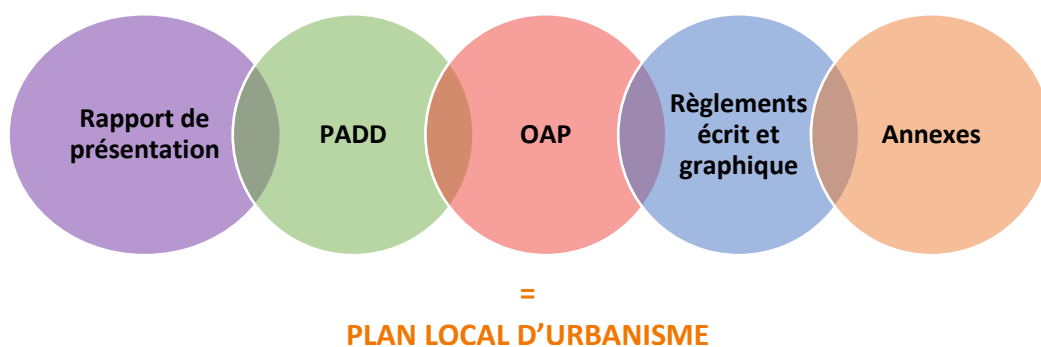 Rapport de
présentation
PADD
OAP
Règlements
écrit et
graphique
Annexes
=
PLAN LOCAL D’URBANISME